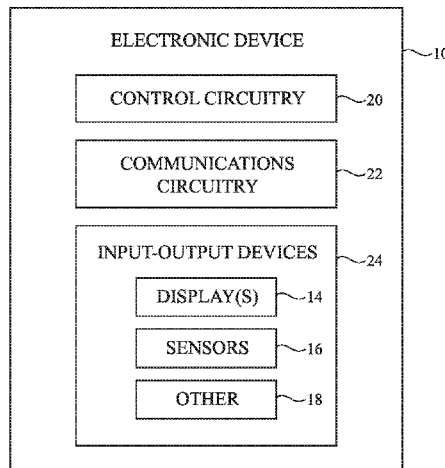 ELECTRONIC DEVICE
10
CONTROL CIRCUITRY
20
COMMUNICATIONS
CIRCUITRY
22
INPUT-OUTPUT DEVICES
24
DISPLAY(S)
14
SENSORS
16
OTHER
18